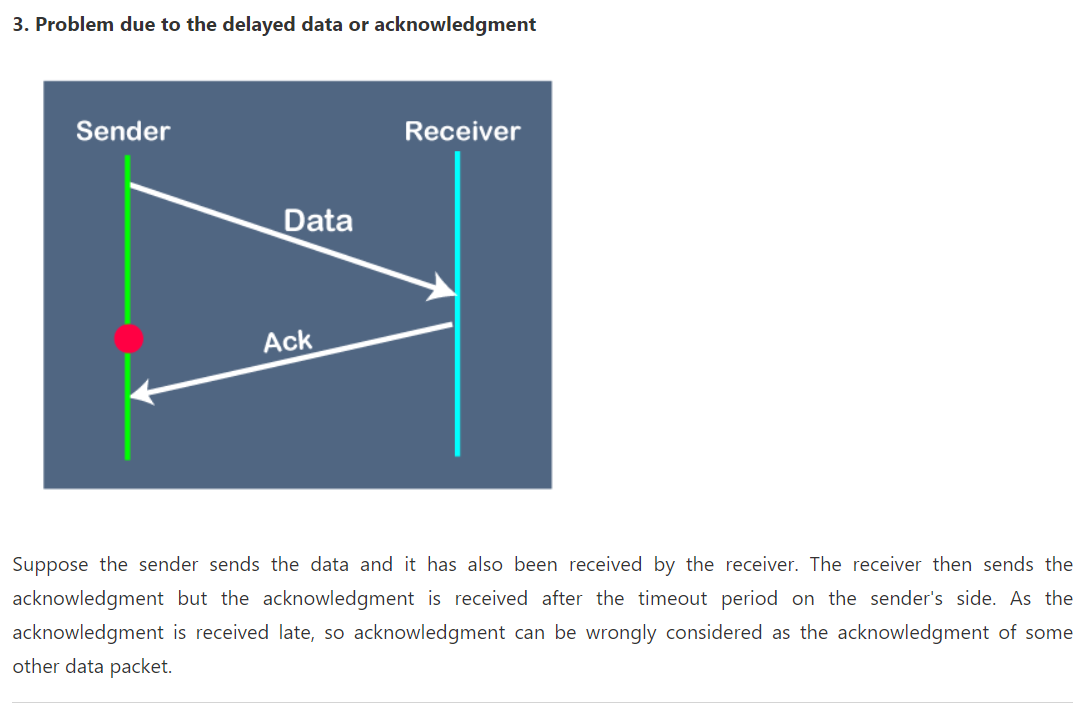 3. Problem due to the delayed data or acknowledgment
Sender
Receiver
Data
Ack
Suppose the sender sends the data and it has also been received by the receiver. The receiver then sends the
acknowledgment but the acknowledgment is received after the timeout period on the sender's side. As the
acknowledgment is received late, so acknowledgment can be wrongly considered as the acknowledgment of some
other data packet.